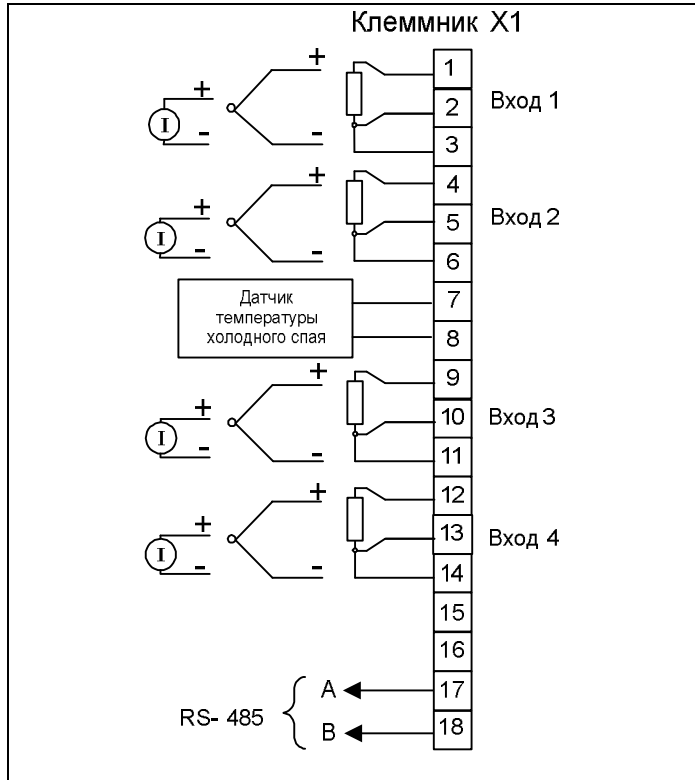 Клеммник X1
+
1
+
+
I
-
-
2
Вход 1
3
+
4
+
I
-
-
5
Вход 2
6
Датчик
температуры
холодного спая
7
8
+
9
+
I
-
-
10
Вход 3
11
+
12
+
I
-
-
13
Вход 4
14
15
16
RS- 485
A
17
B
18